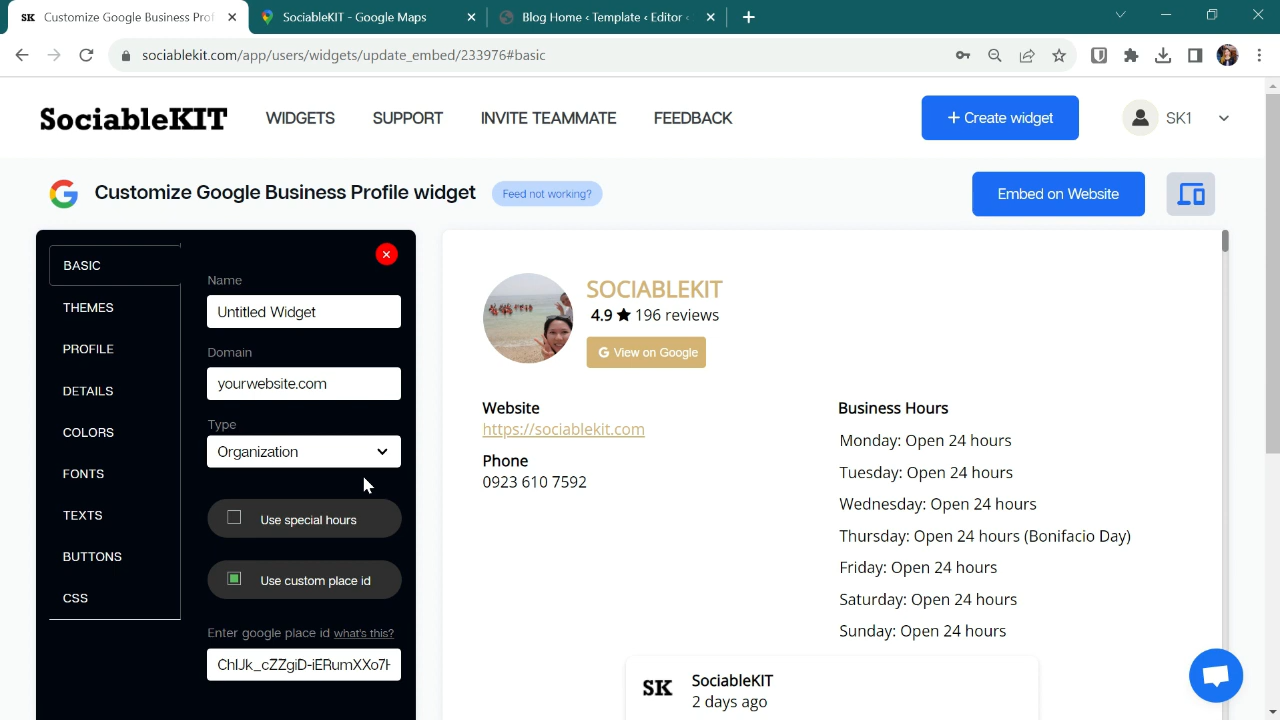 SK Customize Google Business Prof
SociableKIT - Google Maps
Blog Home ‹ Template ‹ Editor ‹
sociablekit.com/app/users/widgets/update_embed/233976#basic
SociableKIT
WIDGETS
SUPPORT
INVITE TEAMMATE
FEEDBACK
+ Create widget
SK1
Customize Google Business Profile widget
Feed not working?
Embed on Website
BASIC
THEMES
PROFILE
DETAILS
COLORS
FONTS
TEXTS
BUTTONS
CSS
Name
Untitled Widget
Domain
yourwebsite.com
Type
Organization
Use special hours
Use custom place id
Enter google place id what's this?
SOCIABLEKIT
4.9 ★ 196 reviews
G View on Google
Website
https://sociablekit.com
Phone
0923 610 7592
Business Hours
Monday: Open 24 hours
Tuesday: Open 24 hours
Wednesday: Open 24 hours
Thursday: Open 24 hours (Bonifacio Day)
Friday: Open 24 hours
Saturday: Open 24 hours
Sunday: Open 24 hours
SK
SociableKIT
2 days ago